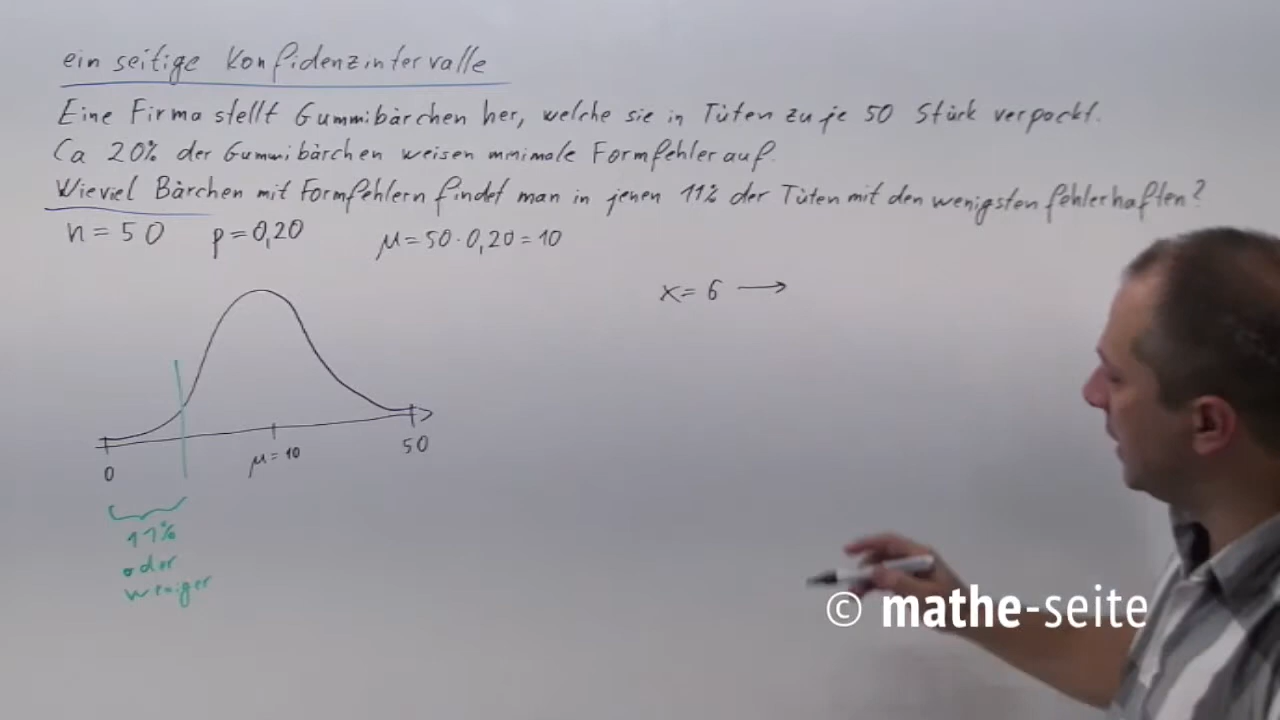 ein seitige Konfidenzintervalle
Eine Firma stellt Gummibärchen her, welche sie in Tüten zu je 50 Stück verpackt.
Ca 20% der Gummibärchen weisen minimale Formfehler auf.
Wieviel Bärchen mit Formfehlern findet man in jenen 11% der Tüten mit den wenigsten fehlerhaften?
n = 50 p = 0,20 μ = 50 · 0,20 = 10
x = 6 →
0 μ = 10 50
11%
oder
weniger
© mathe-seite